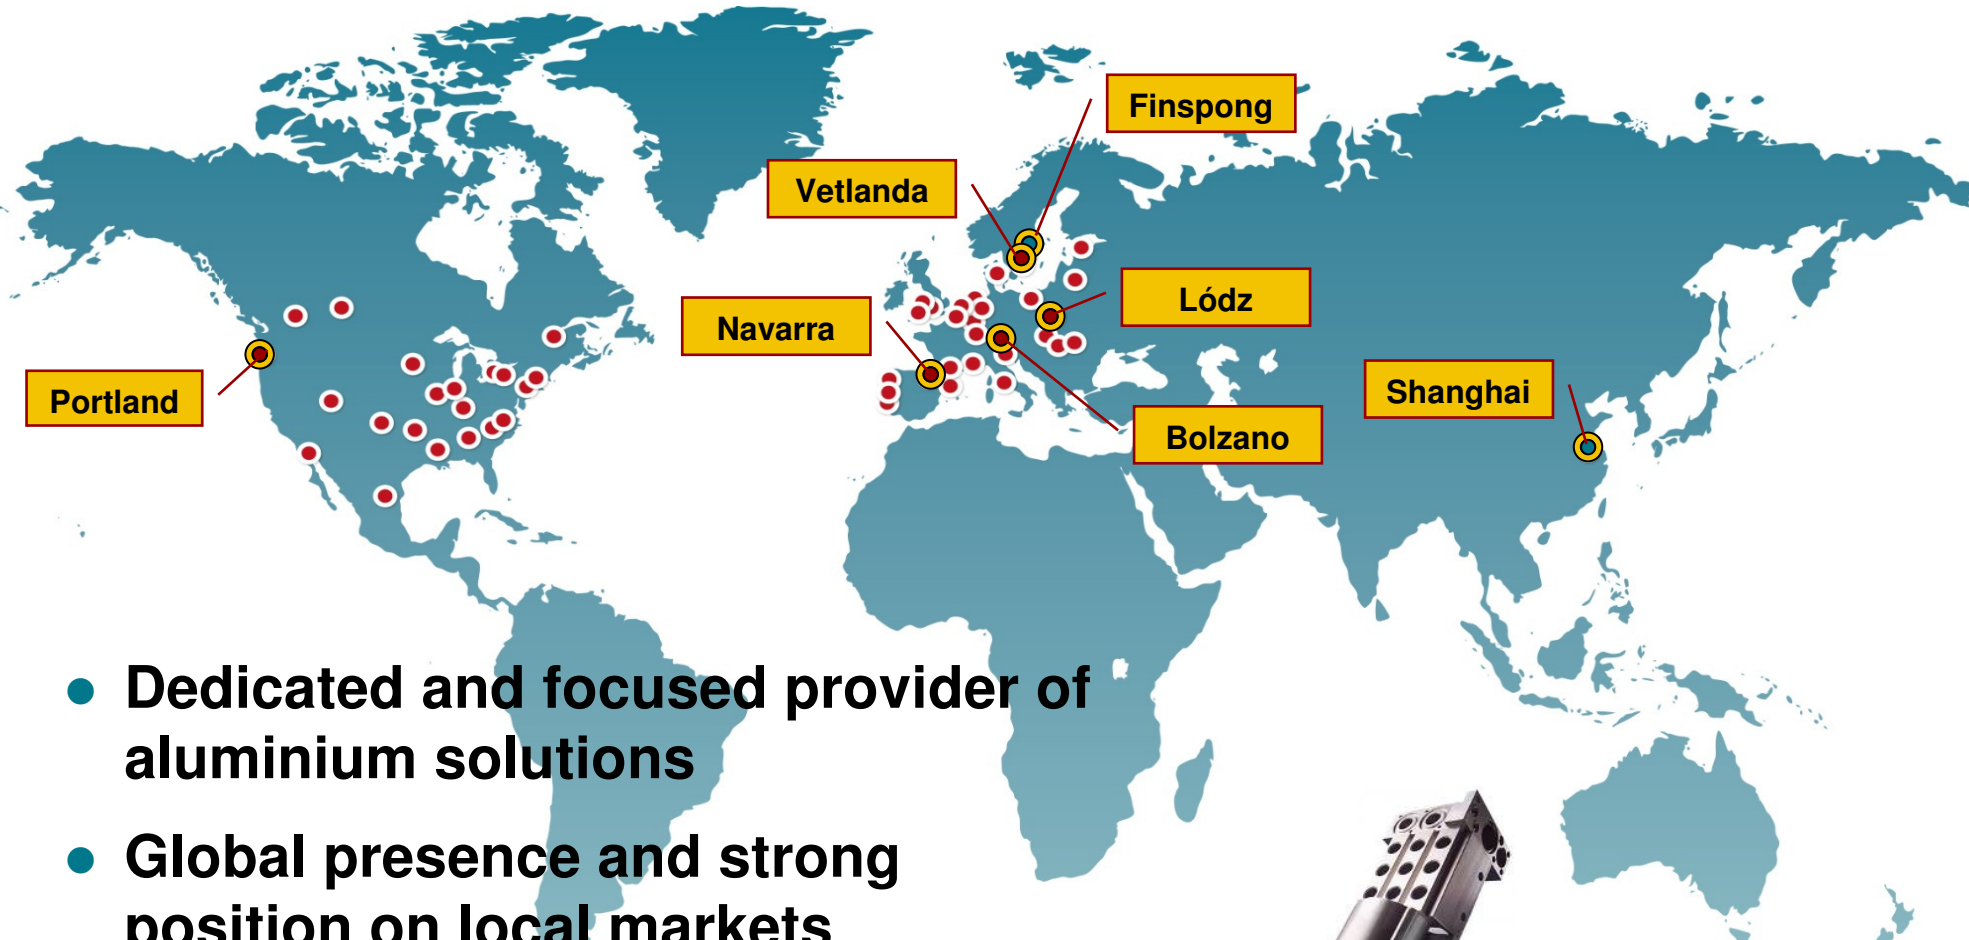 Finspong
Vetlanda
Lódz
Navarra
Shanghai
Portland
Bolzano
Dedicated and focused provider of
aluminium solutions
Global presence and strong
position on local markets